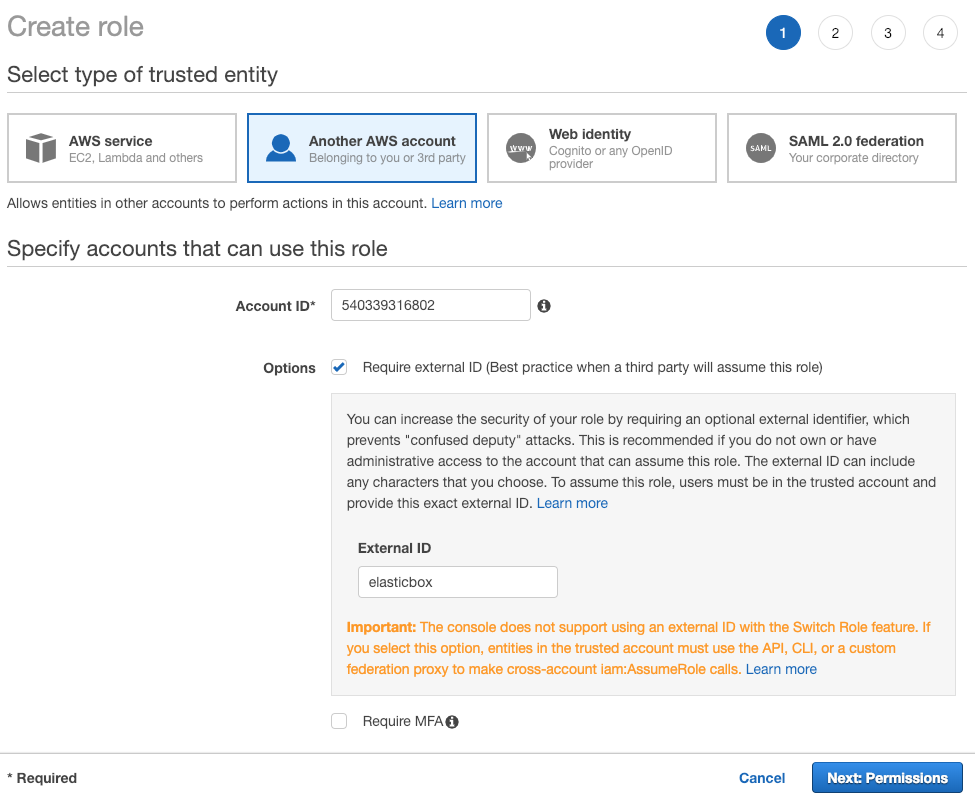 Create role
1 2 3 4
Select type of trusted entity
AWS service
EC2, Lambda and others
Another AWS account
Belonging to you or 3rd party
www
Web identity
Cognito or any OpenID
provider
SAML
SAML 2.0 federation
Your corporate directory
Allows entities in other accounts to perform actions in this account. Learn more
Specify accounts that can use this role
Account ID* 540339316802 i
Options Require external ID (Best practice when a third party will assume this role)
You can increase the security of your role by requiring an optional external identifier, which
prevents "confused deputy" attacks. This is recommended if you do not own or have
administrative access to the account that can assume this role. The external ID can include
any characters that you choose. To assume this role, users must be in the trusted account and
provide this exact external ID. Learn more
External ID
elasticbox
Important: The console does not support using an external ID with the Switch Role feature. If
you select this option, entities in the trusted account must use the API, CLI, or a custom
federation proxy to make cross-account iam:AssumeRole calls. Learn more
Require MFA i
* Required Cancel Next: Permissions